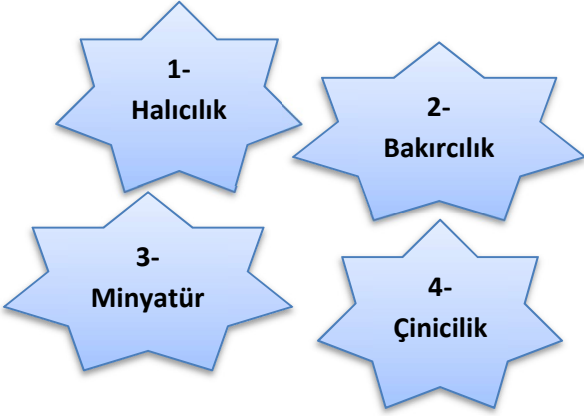 1-
Halıcılık
2-
Bakırcılık
3-
Minyatür
4-
Çinicilik